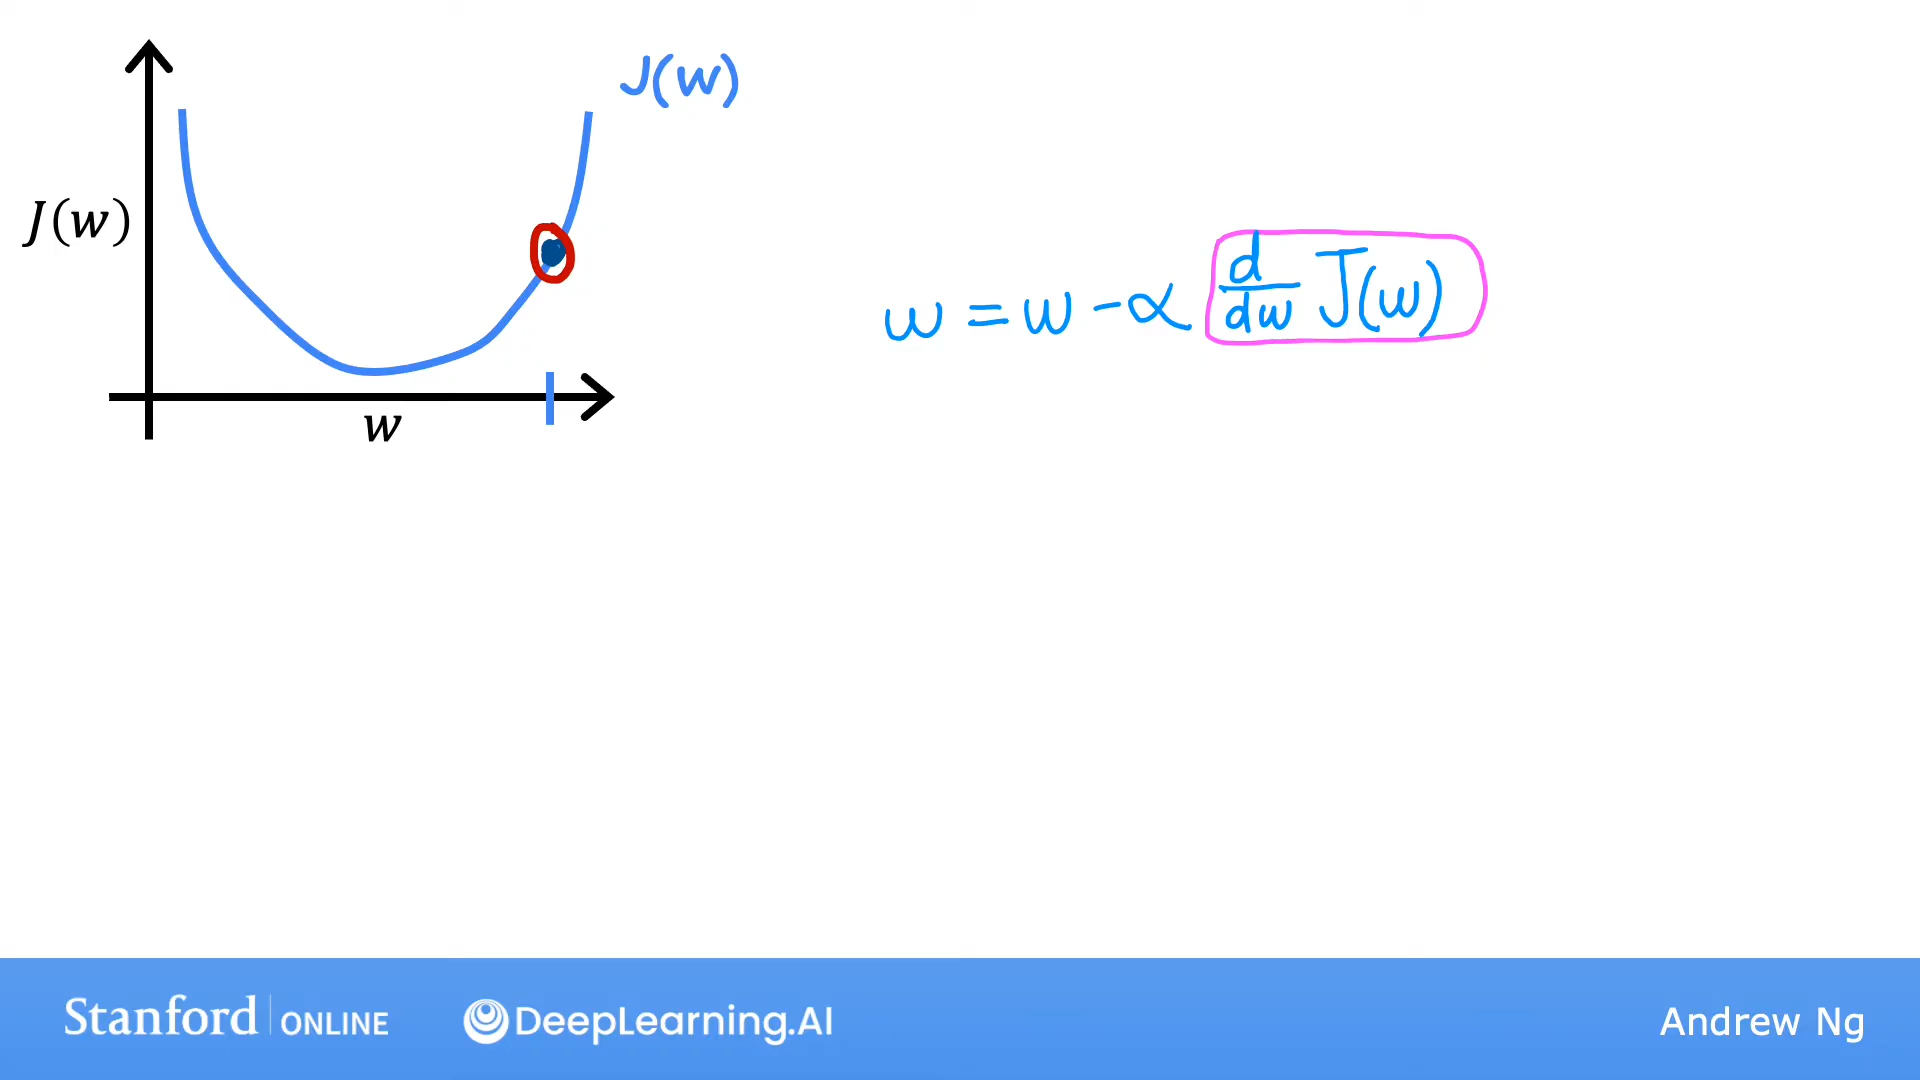 J(w)
J(w)
w = w - α d/dw J(w)
w
Stanford ONLINE DeepLearning.AI Andrew Ng